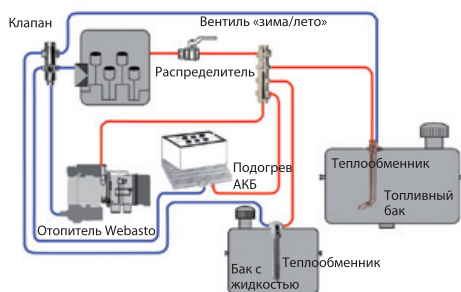 Клапан
Вентиль «зима/лето»
Распределитель
Подогрев
АКБ
Теплообменник
Топливный
бак
Отопитель Webasto
Бак с
жидкостью
Теплообменник